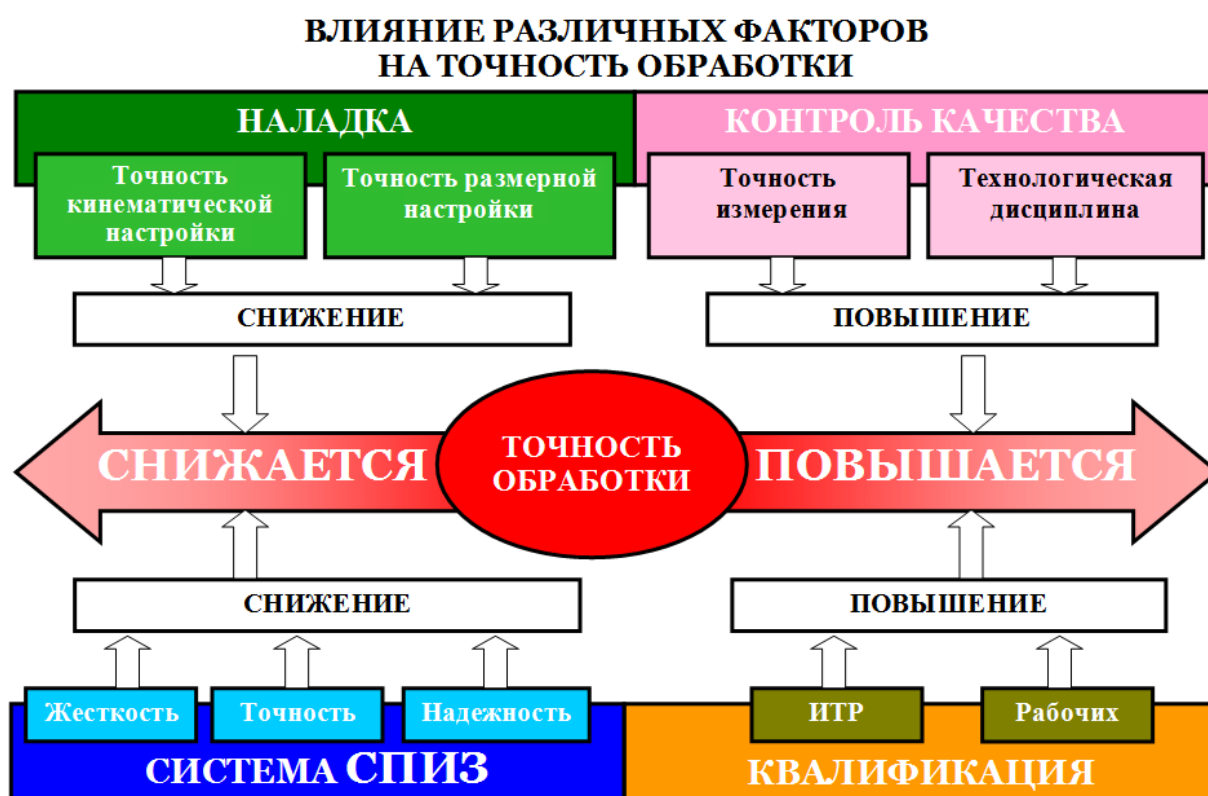 ВЛИЯНИЕ РАЗЛИЧНЫХ ФАКТОРОВ
НА ТОЧНОСТЬ ОБРАБОТКИ
НАЛАДКА
КОНТРОЛЬ КАЧЕСТВА
Точность
кинематической
настройки
Точность размерной
настройки
Точность
измерения
Технологическая
дисциплина
СНИЖЕНИЕ
ПОВЫШЕНИЕ
СНИЖАЕТСЯ
ТОЧНОСТЬ
ОБРАБОТКИ
ПОВЫШАЕТСЯ
СНИЖЕНИЕ
ПОВЫШЕНИЕ
Жесткость
Точность
Надежность
ИТР
Рабочих
СИСТЕМА СПИЗ
КВАЛИФИКАЦИЯ